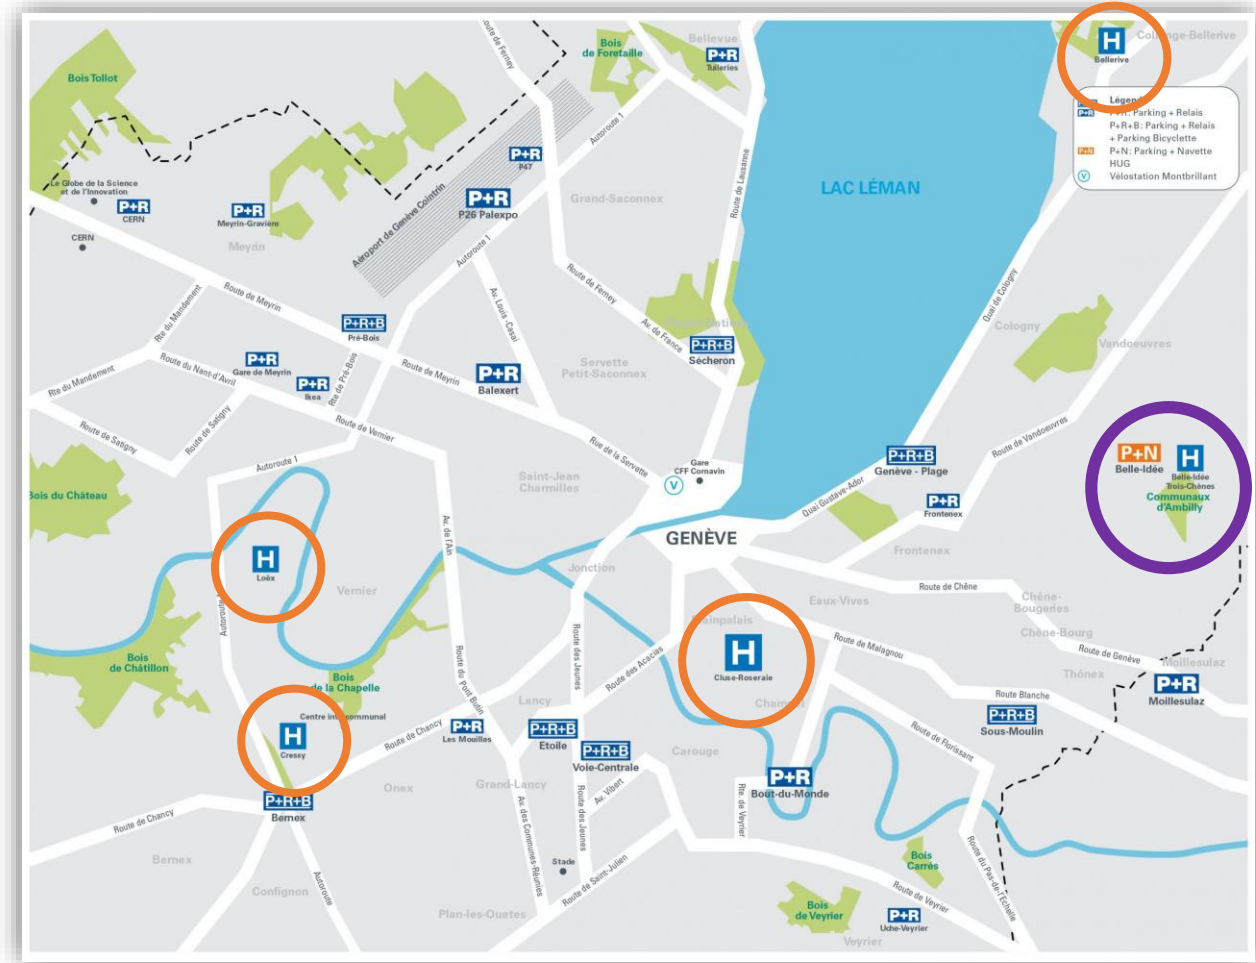 Route de Ferney
Bois
de Foretaille
Bellevue
P+R
Tuileries
H
Bellerive
Collonge-Bellerive
Bois Tollot
P+R
P+R: Parking + Relais
P+R+B: Parking + Relais
+ Parking Bicyclette
P+N
P+N: Parking + Navette
HUG
V
Vélostation Montbrillant
Autoroute 1
P+R
P47
Route de Lausanne
LAC LÉMAN
Le Globe de la Science
et de l'Innovation
P+R
CERN
CERN
P+R
Meyrin-Gravière
Meyrin
Aéroport de Genève Cointrin
P+R
P26 Palexpo
Grand-Saconnex
Autoroute 1
Route de Meyrin
Rte du Mandement
Av. Louis-Casaï
Route de Ferney
Quai de Cologny
P+R+B
Pré-Bois
Av. de France
P+R+B
Sécheron
Cologny
Vandoeuvres
Rte du Mandement
Route du Nant-d'Avril
P+R
Gare de Meyrin
P+R
Ikea
Rte de Pré-Bois
Route de Meyrin
P+R
Balexert
Servette
Petit-Saconnex
Route de Satigny
Route de Satigny
Route de Vernier
Rue de la Servette
Route de Vandoeuvres
Autoroute 1
Saint-Jean
Charmilles
Gare
CFF Cornavin
V
P+R+B
Genève - Plage
P+N
Belle-Idée
H
Belle-Idée
Trois-Chênes
Communaux
d'Ambilly
Bois du Château
Quai Gustave-Ador
P+R
Frontenex
Av. de l'Ain
GENÈVE
Frontenex
H
Loëx
Vernier
Jonction
Route de Chêne
Eaux-Vives
Chêne-
Bougeries
Chêne-Bourg
Autoroute
Plainpalais
H
Cluse-Roseraie
Route de Malagnou
Route de Genève
Moillesulaz
Thônex
P+R
Moillesulaz
Bois
de Châtillon
Bois
de la Chapelle
Route du Pont Butin
Route des Jeunes
Route des Acacias
Lancy
Champel
Route Blanche
P+R+B
Sous-Moulin
Centre intercommunal
H
Cressy
Route de Chancy
P+R
Les Mouilles
P+R+B
Etoile
P+R+B
Voie-Centrale
Carouge
Route de Florissant
P+R
Bout-du-Monde
Onex
Grand-Lancy
Av. Vibert
Rte. de Veyrier
P+R+B
Bernex
Route de Chancy
Av. des Communes-Réunies
Route des Jeunes
Bernex
Stade
Route de Saint-Julien
Bois
Carrés
Route du Pas-de-l'Echelle
Confignon
Autoroute
Plan-les-Ouates
Bois
de Veyrier
Route de Veyrier
P+R
Uche-Veyrier
Veyrier